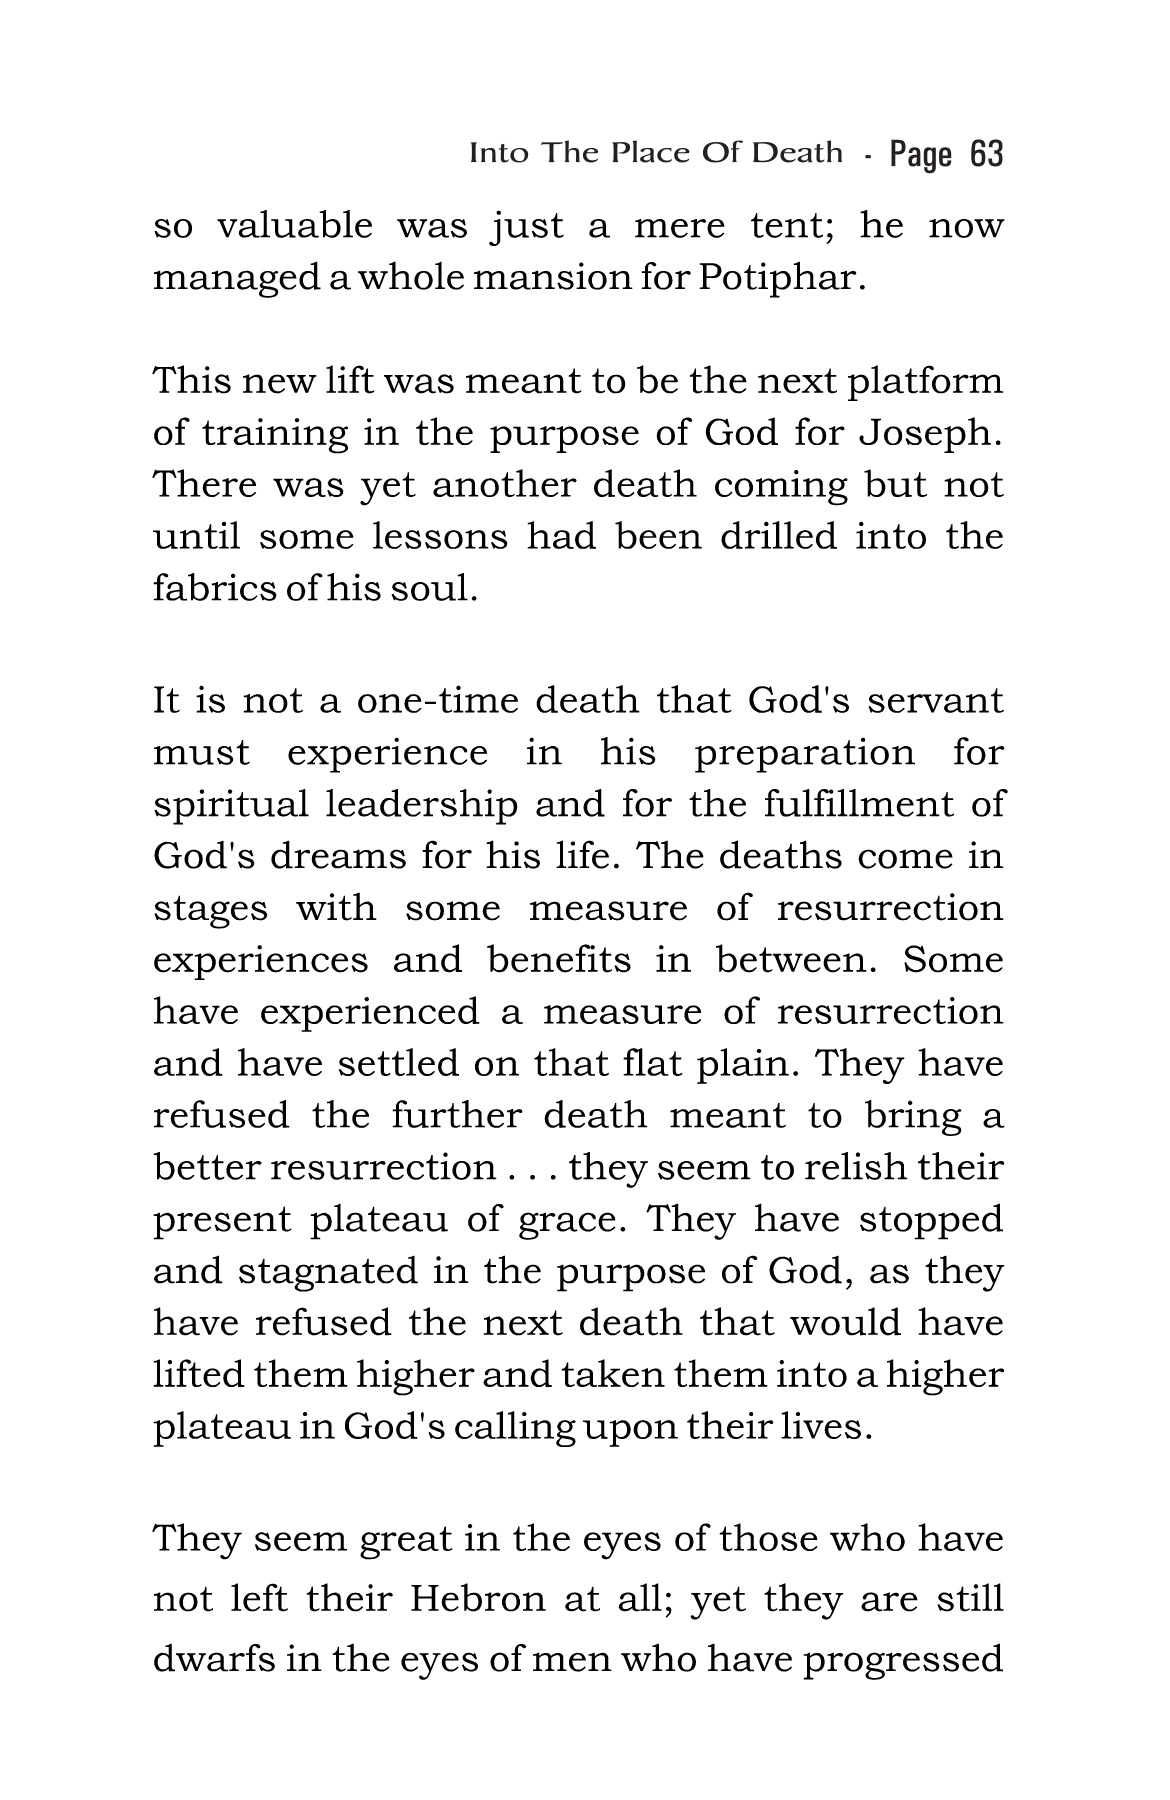 Into The Place Of Death - Page 63
so valuable was just a mere tent; he now
managed a whole mansion for Potiphar.
This new lift was meant to be the next platform
of training in the purpose of God for Joseph.
There was yet another death coming but not
until some lessons had been drilled into the
fabrics of his soul.
It is not a one-time death that God's servant
must experience in his preparation for
spiritual leadership and for the fulfillment of
God's dreams for his life. The deaths come in
stages with some measure of resurrection
experiences and benefits in between. Some
have experienced a measure of resurrection
and have settled on that flat plain. They have
refused the further death meant to bring a
better resurrection . . . they seem to relish their
present plateau of grace. They have stopped
and stagnated in the purpose of God, as they
have refused the next death that would have
lifted them higher and taken them into a higher
plateau in God's calling upon their lives.
They seem great in the eyes of those who have
not left their Hebron at all; yet they are still
dwarfs in the eyes of men who have progressed